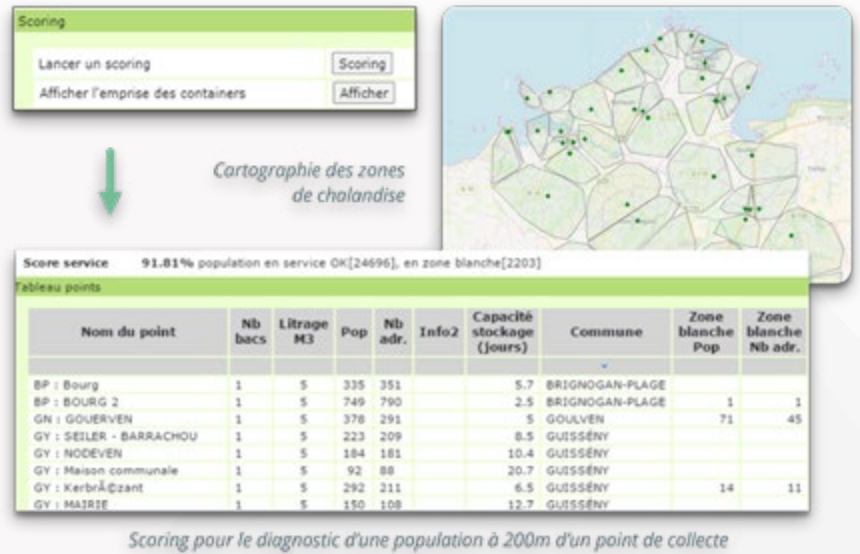 Scoring
Lancer un scoring Scoring
Afficher l'emprise des containers Afficher
Cartographie des zones
de chalandise
Score service 91.81% population en service OK[24696], en zone blanche[2203]
Tableau points
Nom du point Nb bacs Litrage M3 Pop Nb adr. Info2 Capacité stockage (jours) Commune Zone blanche Pop Zone blanche Nb adr.
BP : Bourg 1 5 335 351 5.7 BRIGNOGAN-PLAGE
BP : BOURG 2 1 5 749 790 2.5 BRIGNOGAN-PLAGE 1 1
GN : GOUERVEN 1 5 378 291 5 GOULVEN 71 45
GY : SEILER - BARRACHOU 1 5 223 209 8.5 GUISSÉNY
GY : NODEVEN 1 5 184 181 10.4 GUISSÉNY
GY : Maison communale 1 5 92 88 20.7 GUISSÉNY
GY : KerbrÃ©zant 1 5 292 211 6.5 GUISSÉNY 14 11
GY : MAIRIE 1 5 150 108 12.7 GUISSÉNY
Scoring pour le diagnostic d'une population à 200m d'un point de collecte